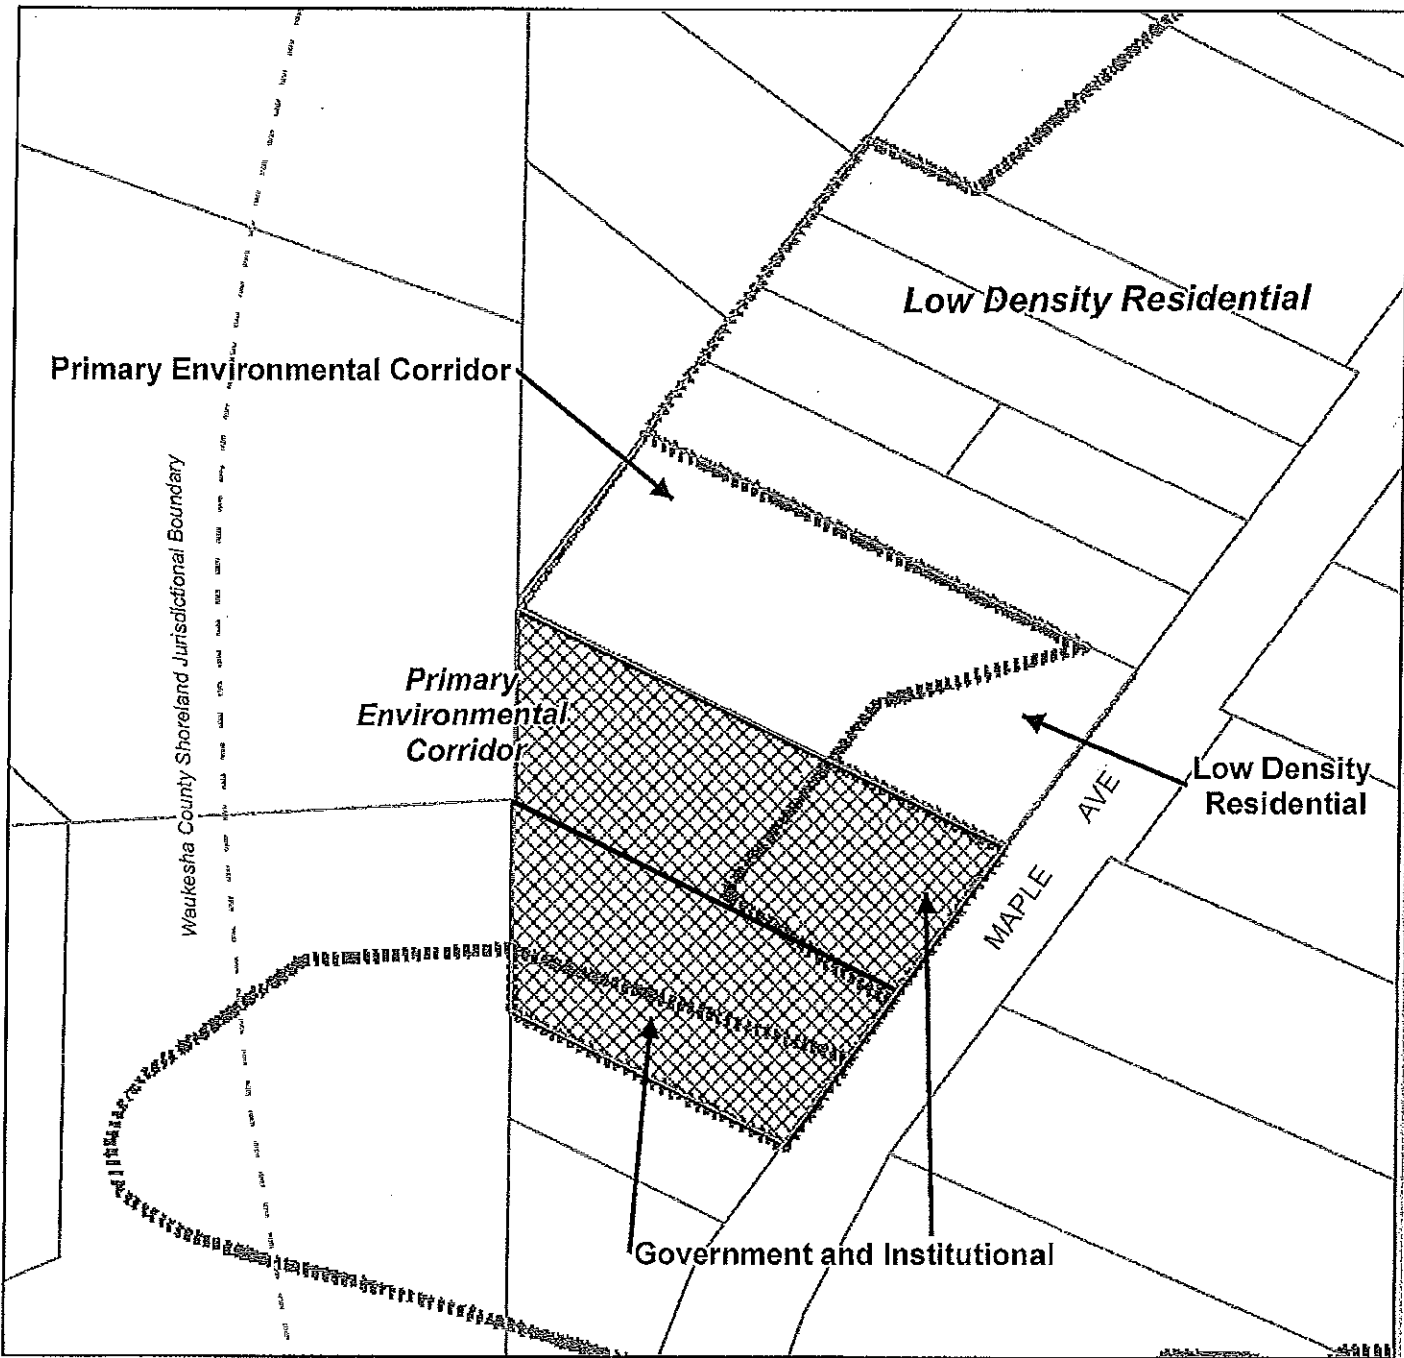 Low Density Residential
Primary Environmental Corridor
Waukesha County Shoreland Jurisdictional Boundary
Primary
Environmental
Corridor
Low Density
Residential
MAPLE AVE
Government and Institutional